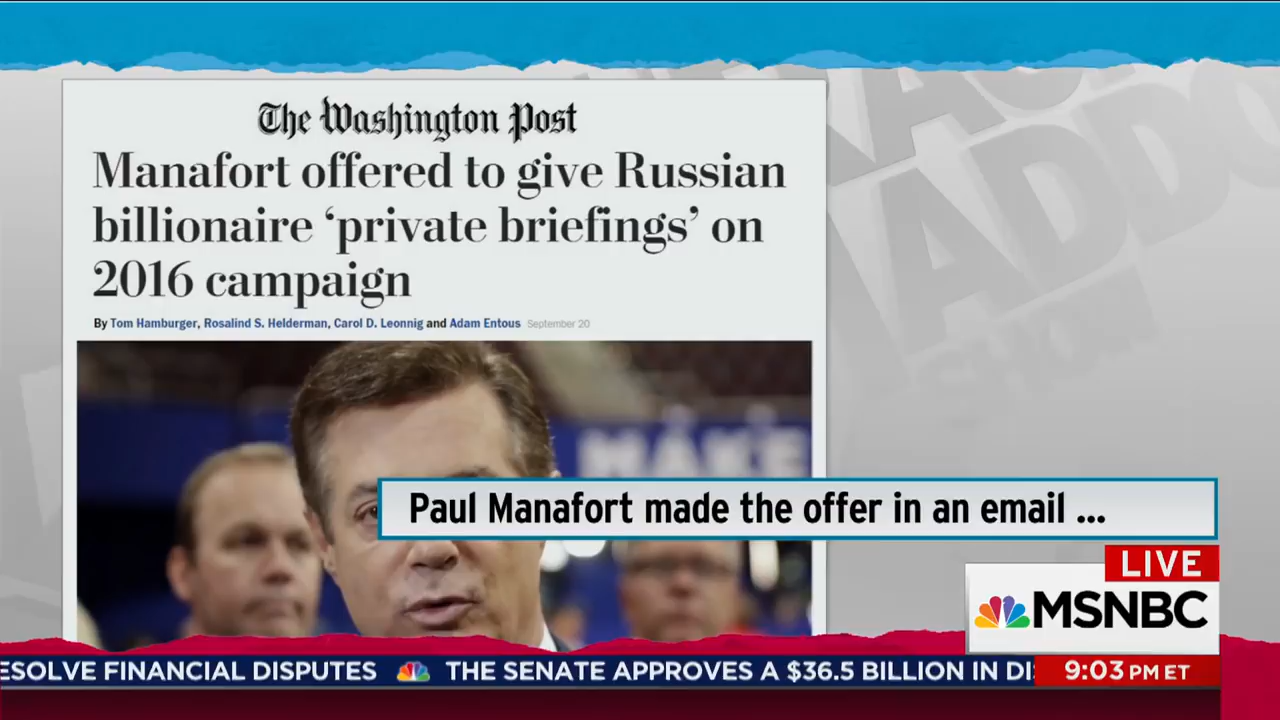 The Washington Post
Manafort offered to give Russian
billionaire ‘private briefings’ on
2016 campaign
By Tom Hamburger, Rosalind S. Helderman, Carol D. Leonnig and Adam Entous September 20
MAKE
Paul Manafort made the offer in an email ...
LIVE
MSNBC
ESOLVE FINANCIAL DISPUTES THE SENATE APPROVES A $36.5 BILLION IN DI
9:03 PM ET